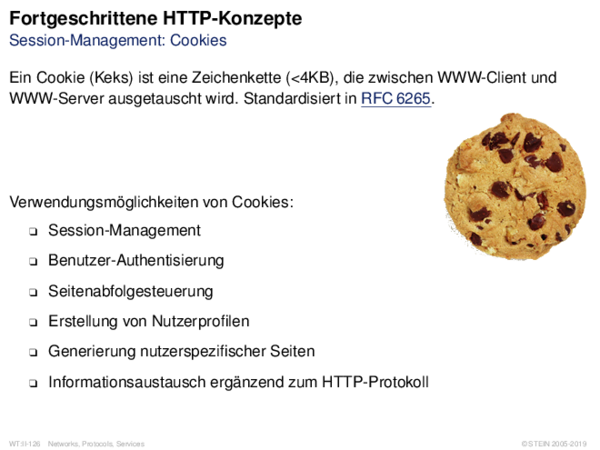 Fortgeschrittene HTTP-Konzepte
Session-Management: Cookies
Ein Cookie (Keks) ist eine Zeichenkette (<4KB), die zwischen WWW-Client und
WWW-Server ausgetauscht wird. Standardisiert in RFC 6265.
Verwendungsmöglichkeiten von Cookies:
❑ Session-Management
❑ Benutzer-Authentisierung
❑ Seitenabfolgesteuerung
❑ Erstellung von Nutzerprofilen
❑ Generierung nutzerspezifischer Seiten
❑ Informationsaustausch ergänzend zum HTTP-Protokoll
WT:II-126 Networks, Protocols, Services © STEIN 2005-2019